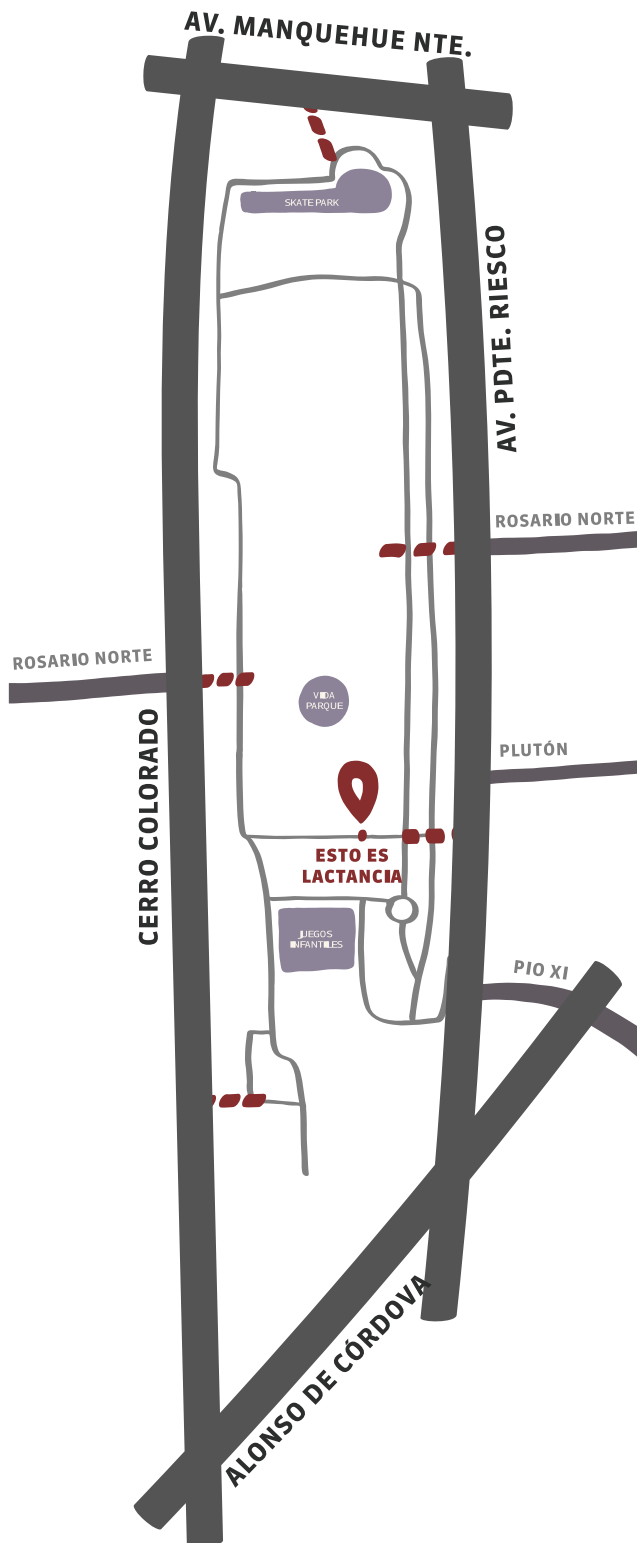 AV. MANQUEHUE NTE.
SKATE PARK
AV. PDTE. RIESCO
ROSARIO NORTE
ROSARIO NORTE
VIDA
PARQUE
CERRO COLORADO
PLUTÓN
ESTO ES
LACTANCIA
JUEGOS
INFANTILES
PIO XI
ALONSO DE CÓRDOVA